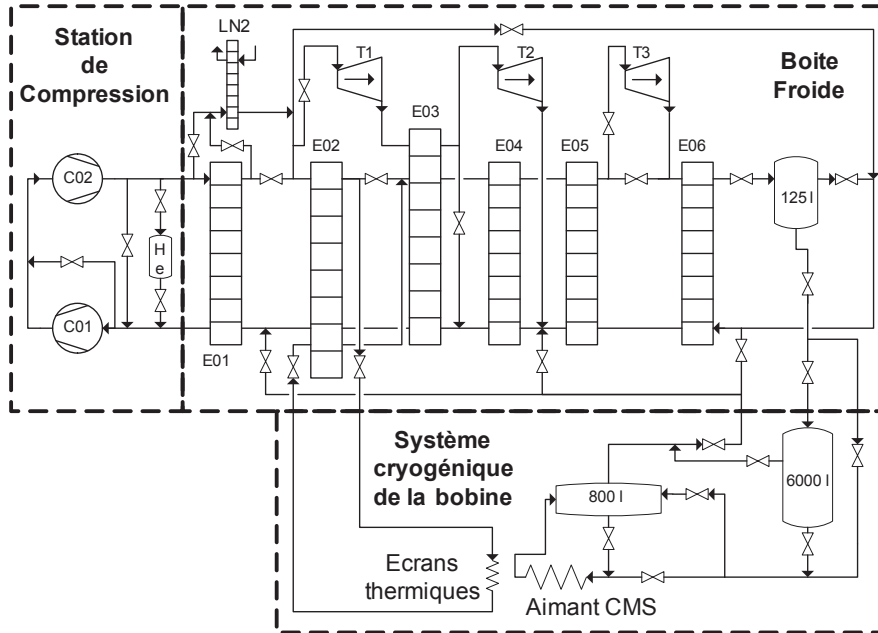 Station
de
Compression
LN2
T1
T2
T3
Boite
Froide
E03
E02
E04
E05
E06
C02
H
e
125 l
C01
E01
Système
cryogénique
de la bobine
800 l
6000 l
Ecrans
thermiques
Aimant CMS